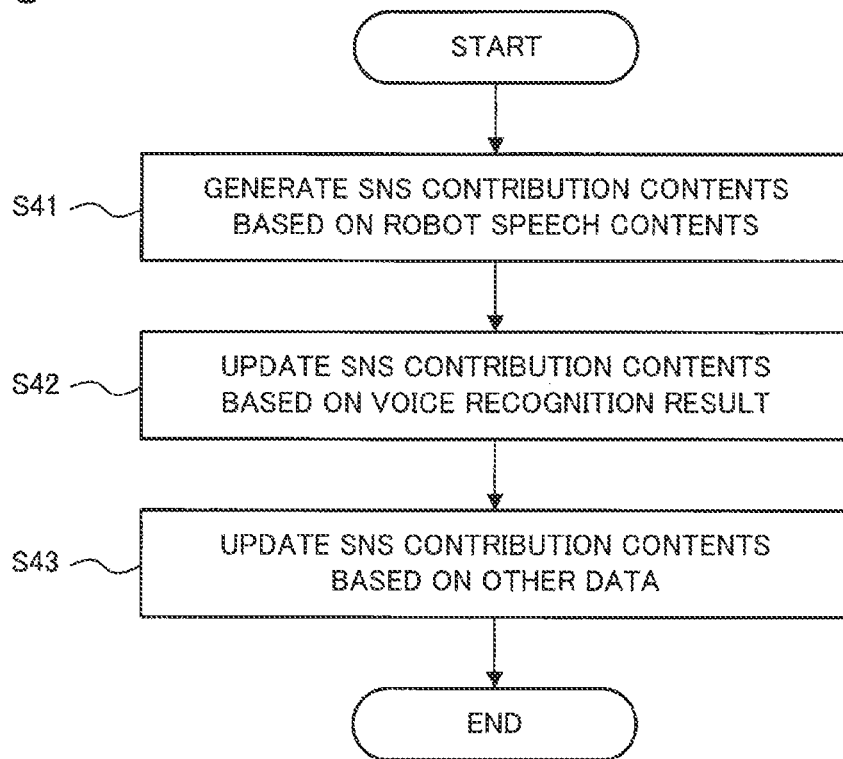 START
S41
GENERATE SNS CONTRIBUTION CONTENTS
BASED ON ROBOT SPEECH CONTENTS
S42
UPDATE SNS CONTRIBUTION CONTENTS
BASED ON VOICE RECOGNITION RESULT
S43
UPDATE SNS CONTRIBUTION CONTENTS
BASED ON OTHER DATA
END